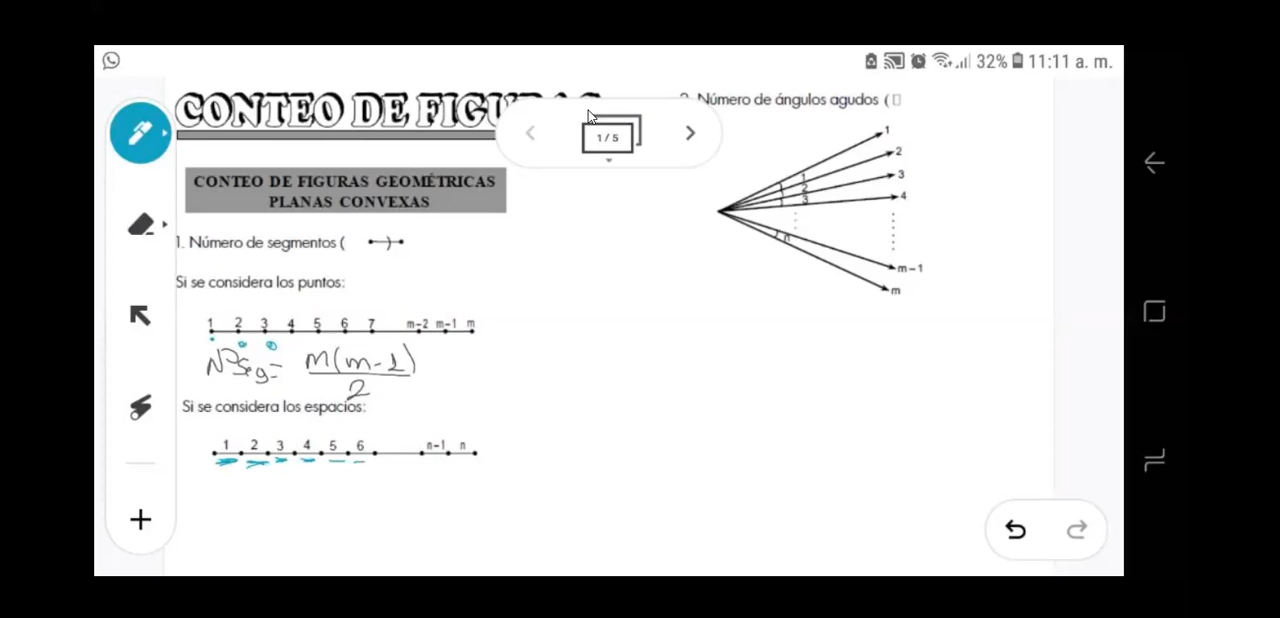 32% 11:11 a. m.
CONTEO DE
1 / 5
CONTEO DE FIGURAS GEOMÉTRICAS
PLANAS CONVEXAS
1. Número de segmentos ( )
Si se considera los puntos:
1 2 3 4 5 6 7 m-2 m-1 m
NºSeg= m(m-1)
2
Si se considera los espacios:
1 2 3 4 5 6 n-1 n
Número de ángulos agudos (
1
2
3
4
1
2
3
n
m-1
m